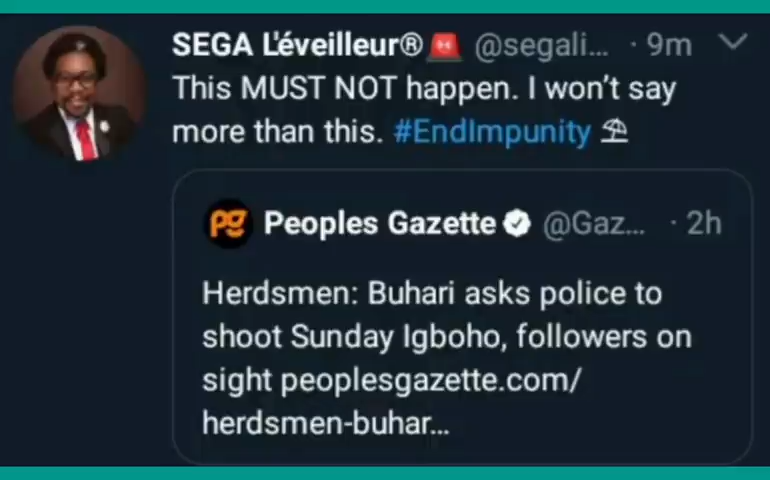 SEGA L'éveilleur®🚨 @segali... · 9m
This MUST NOT happen. I won't say
more than this. #EndImpunity ⛱
pg Peoples Gazette @Gaz... · 2h
Herdsmen: Buhari asks police to
shoot Sunday Igboho, followers on
sight peoplesgazette.com/
herdsmen-buhar...